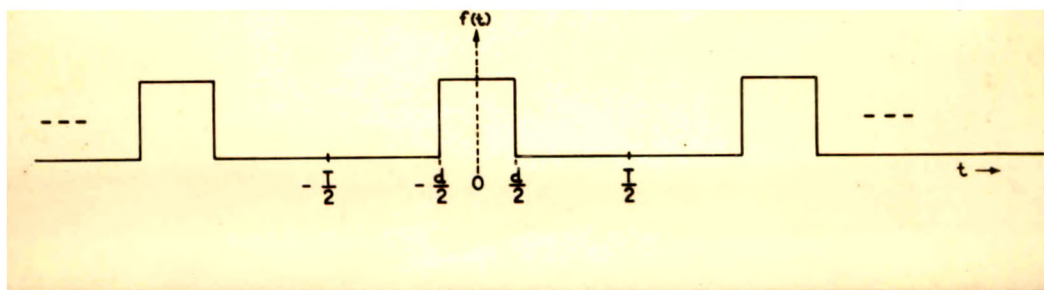 f(t)
- T/2
- d/2
0
d/2
T/2
t →